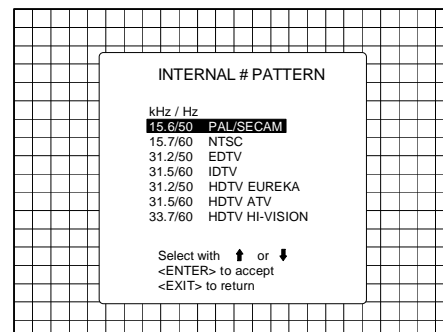 INTERNAL # PATTERN
kHz / Hz
15.6/50 PAL/SECAM
15.7/60 NTSC
31.2/50 EDTV
31.5/60 IDTV
31.2/50 HDTV EUREKA
31.5/60 HDTV ATV
33.7/60 HDTV HI-VISION
Select with ⬆ or ⬇
<ENTER> to accept
<EXIT> to return